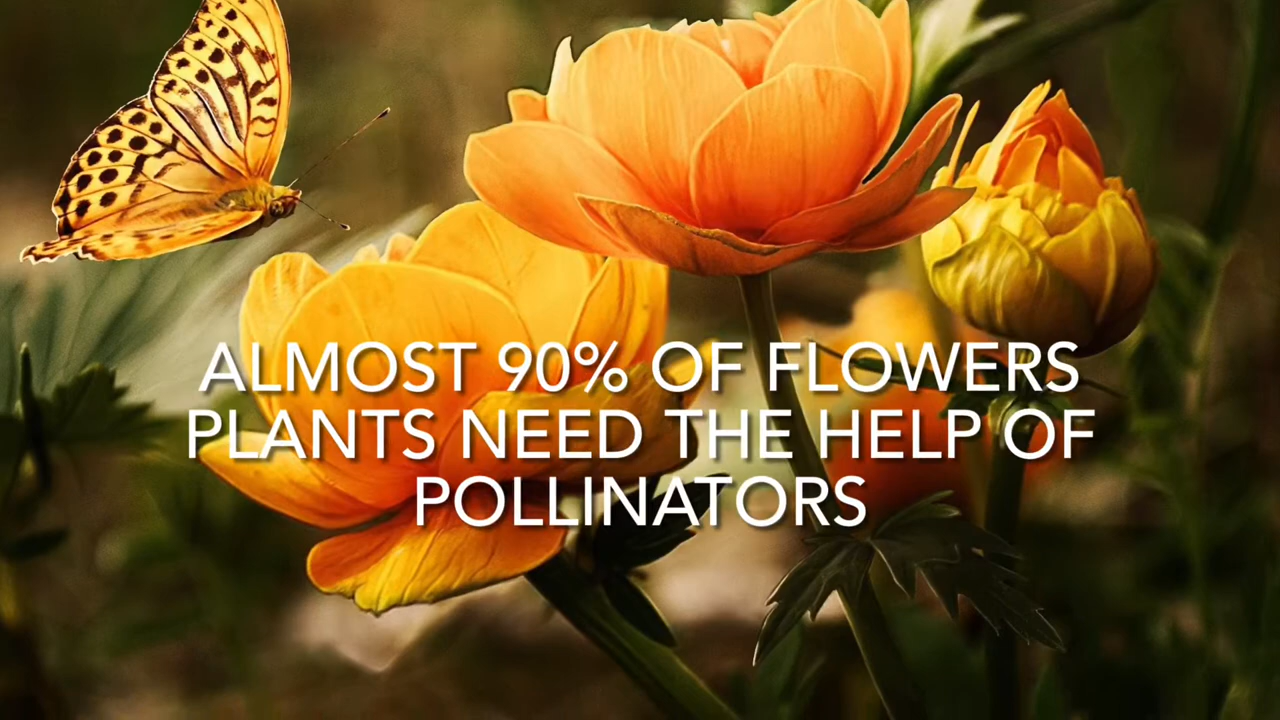 ALMOST 90% OF FLOWERS
PLANTS NEED THE HELP OF
POLLINATORS